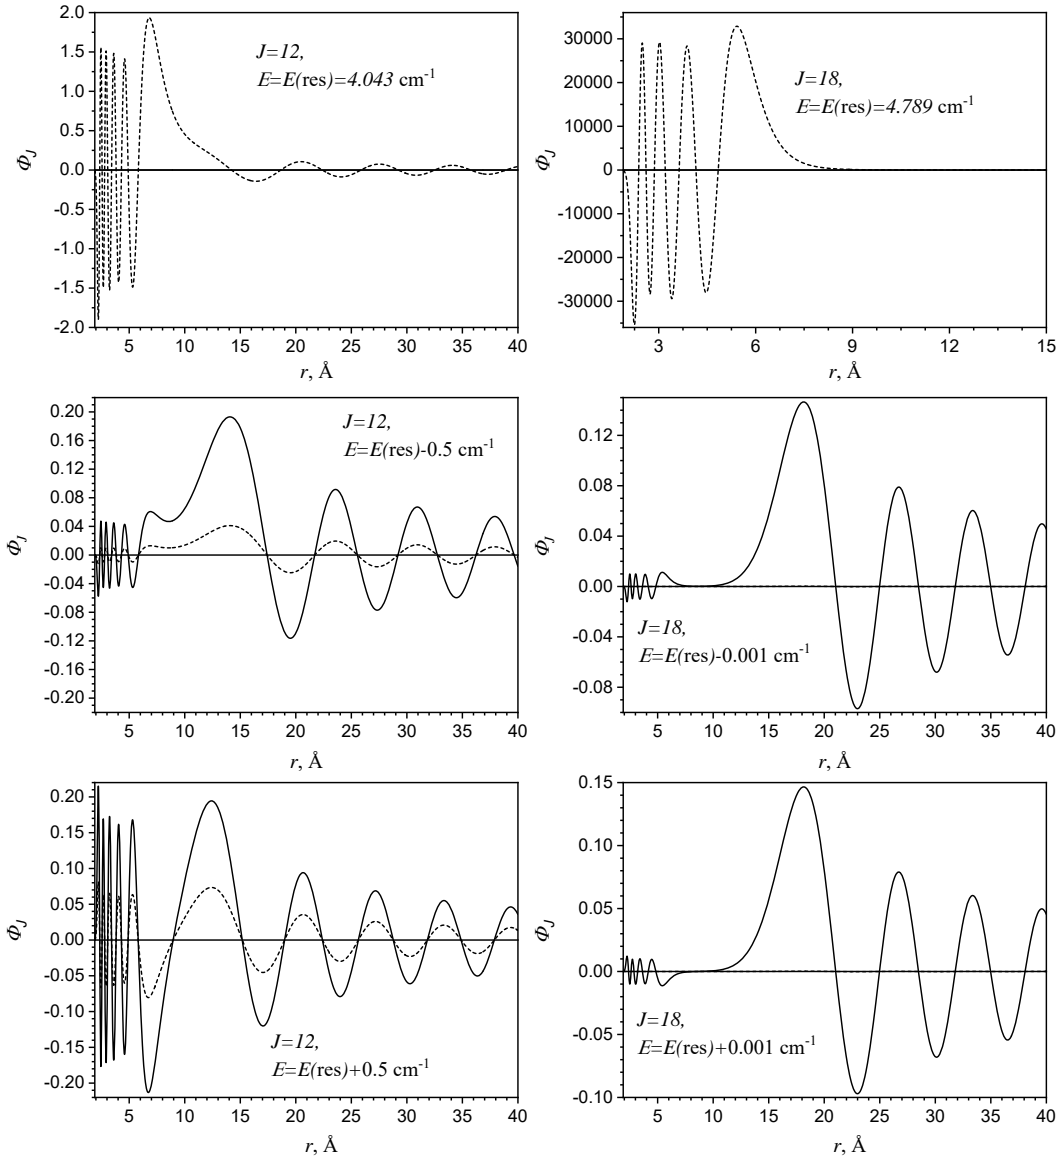 2.0
1.5
1.0
0.5
0.0
-0.5
-1.0
-1.5
-2.0
Φ_J
J=12,
E=E(res)=4.043 cm⁻¹
5 10 15 20 25 30 35 40
r, Å
30000
20000
10000
0
-10000
-20000
-30000
Φ_J
J=18,
E=E(res)=4.789 cm⁻¹
3 6 9 12 15
r, Å
0.20
0.16
0.12
0.08
0.04
0.00
-0.04
-0.08
-0.12
-0.16
-0.20
Φ_J
J=12,
E=E(res)-0.5 cm⁻¹
5 10 15 20 25 30 35 40
r, Å
0.12
0.08
0.04
0.00
-0.04
-0.08
Φ_J
J=18,
E=E(res)-0.001 cm⁻¹
5 10 15 20 25 30 35 40
r, Å
0.20
0.15
0.10
0.05
0.00
-0.05
-0.10
-0.15
-0.20
Φ_J
J=12,
E=E(res)+0.5 cm⁻¹
5 10 15 20 25 30 35 40
r, Å
0.15
0.10
0.05
0.00
-0.05
-0.10
Φ_J
J=18,
E=E(res)+0.001 cm⁻¹
5 10 15 20 25 30 35 40
r, Å